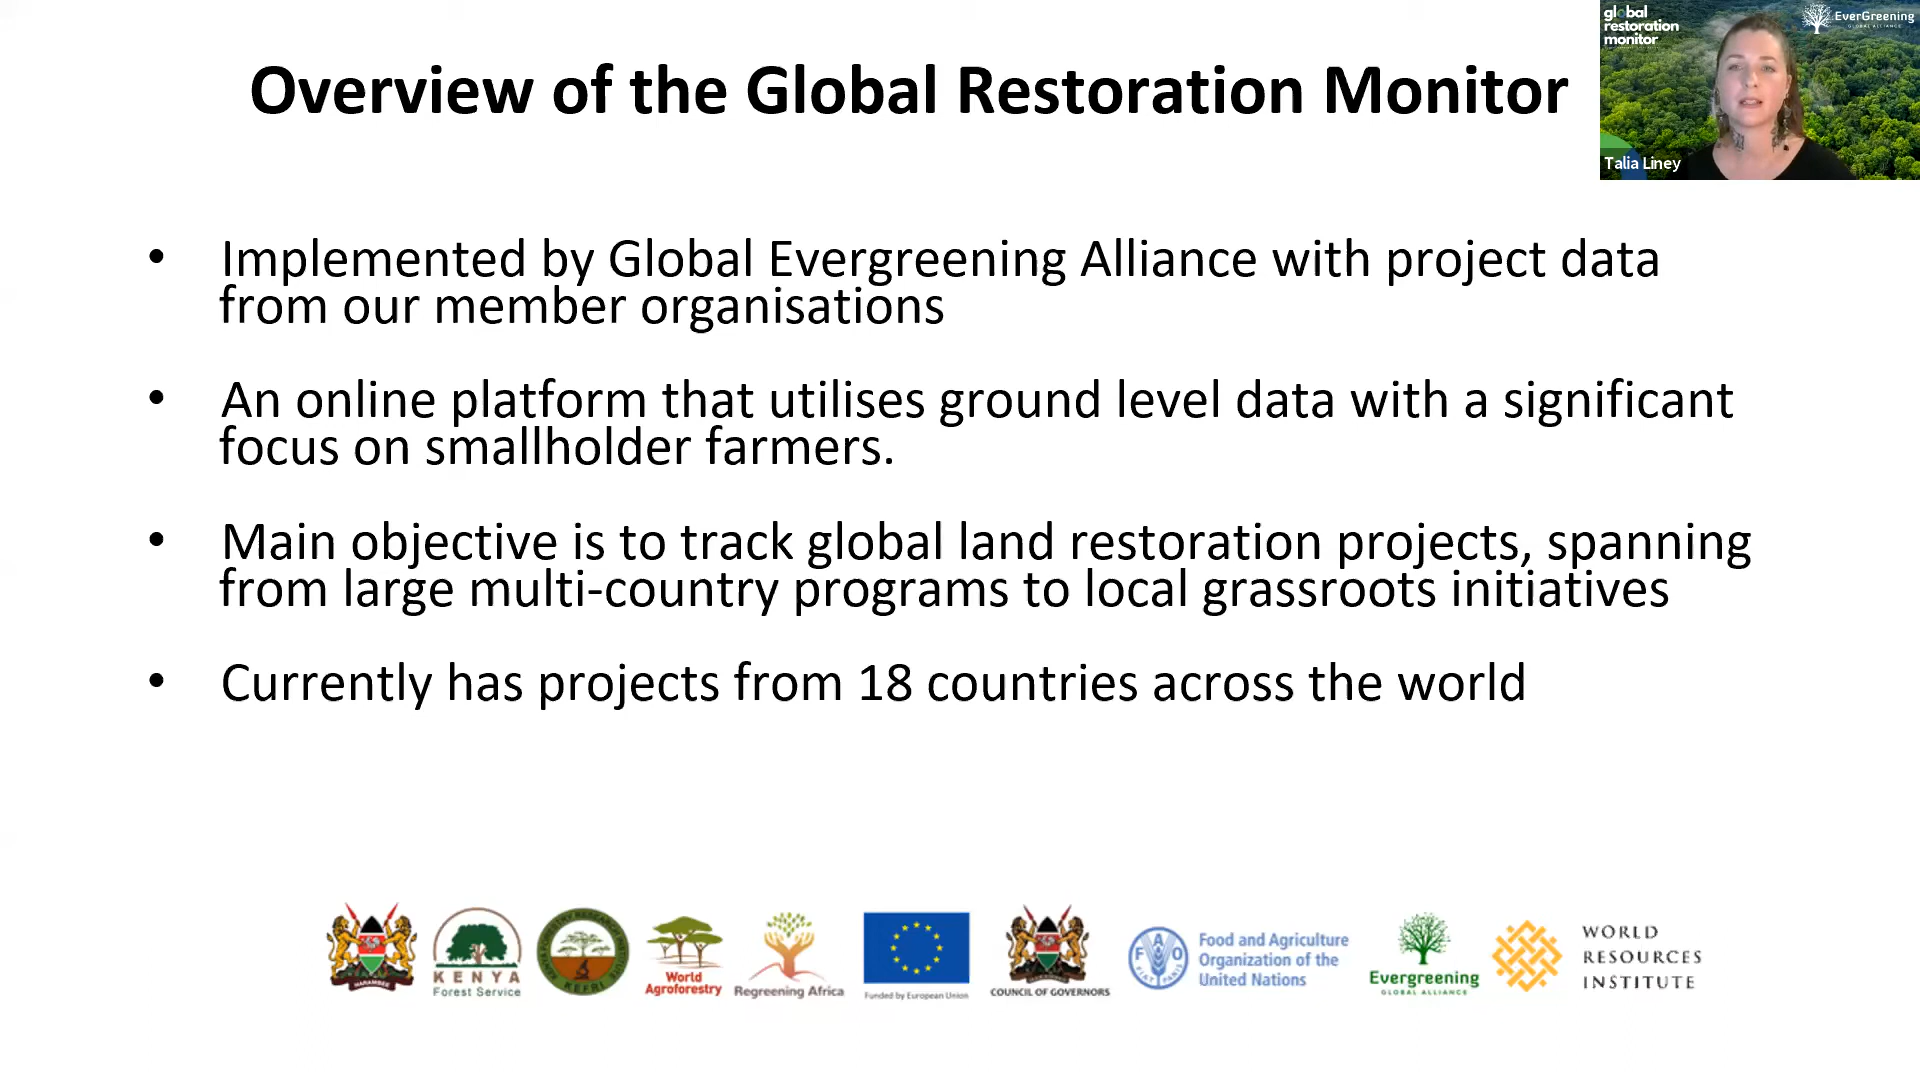 Overview of the Global Restoration Monitor
global
restoration
monitor
EverGreening
GLOBAL ALLIANCE
Talia Liney
• Implemented by Global Evergreening Alliance with project data
from our member organisations
• An online platform that utilises ground level data with a significant
focus on smallholder farmers.
• Main objective is to track global land restoration projects, spanning
from large multi-country programs to local grassroots initiatives
• Currently has projects from 18 countries across the world
HARAMBEE
KENYA
Forest Service
KEFRI
World
Agroforestry
Regreening Africa
Funded by European Union
COUNCIL OF GOVERNORS
FAO
FIAT PANIS
Food and Agriculture
Organization of the
United Nations
Evergreening
GLOBAL ALLIANCE
WORLD
RESOURCES
INSTITUTE